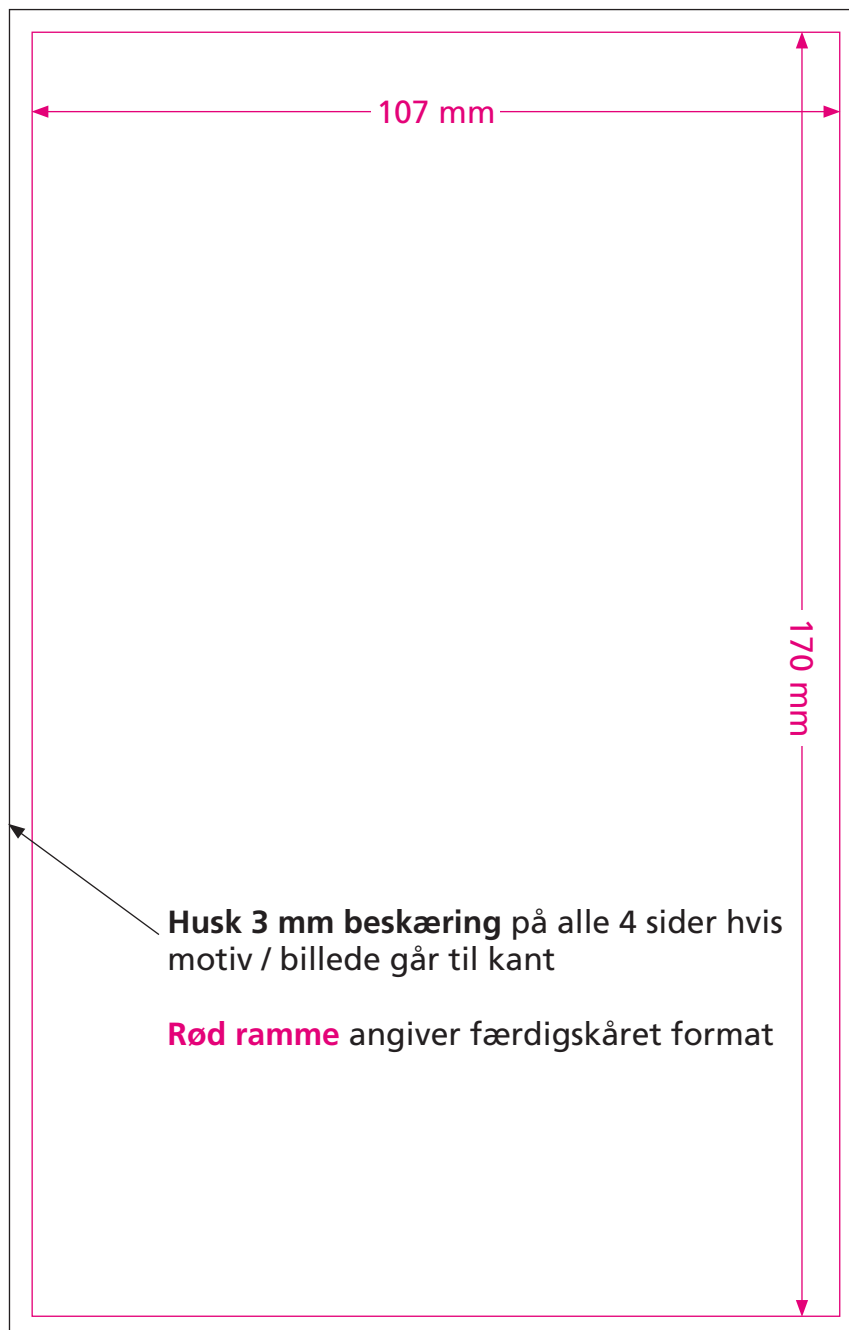 107 mm
170 mm
Husk 3 mm beskæring på alle 4 sider hvis
motiv / billede går til kant
Rød ramme angiver færdigskåret format